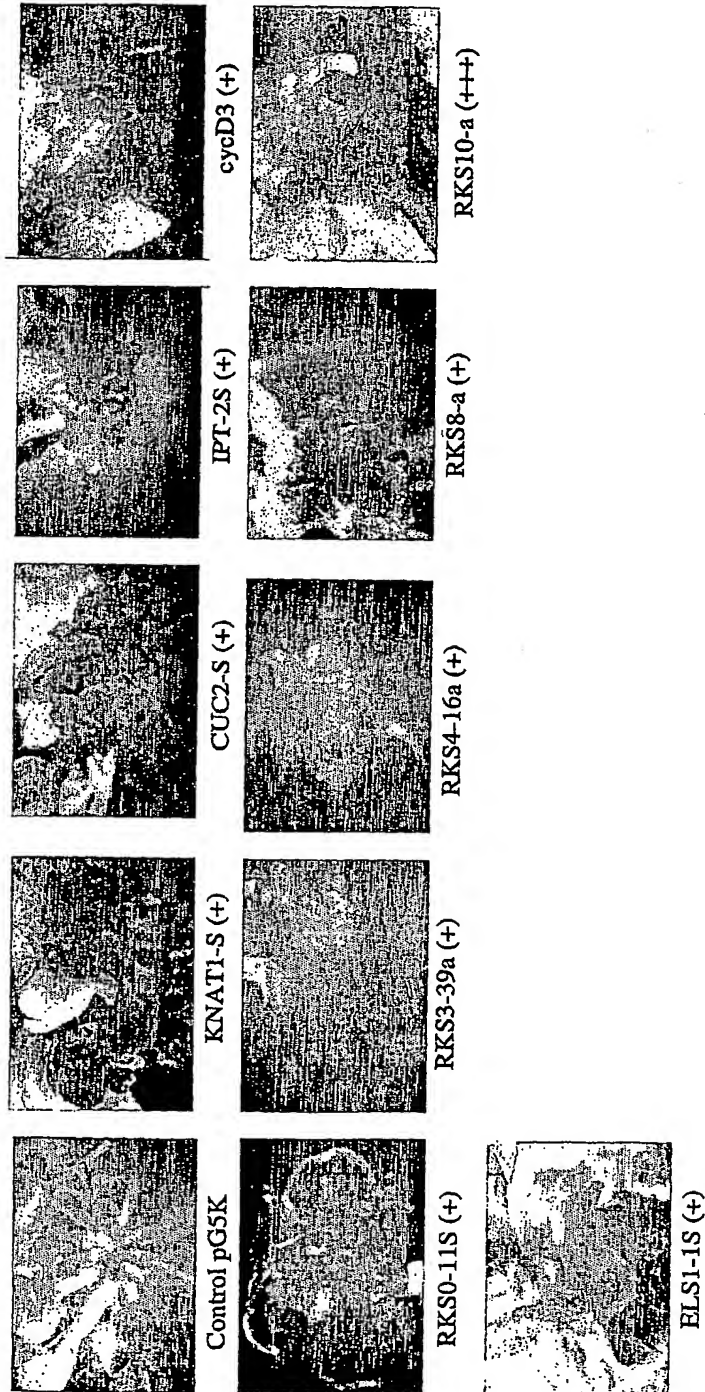 Control pG5K
KNAT1-S (+)
CUC2-S (+)
IPT-2S (+)
cycD3 (+)
RKS0-11S (+)
RKS3-39a (+)
RKS4-16a (+)
RKS8-a (+)
RKS10-a (+++)
ELS1-1S (+)